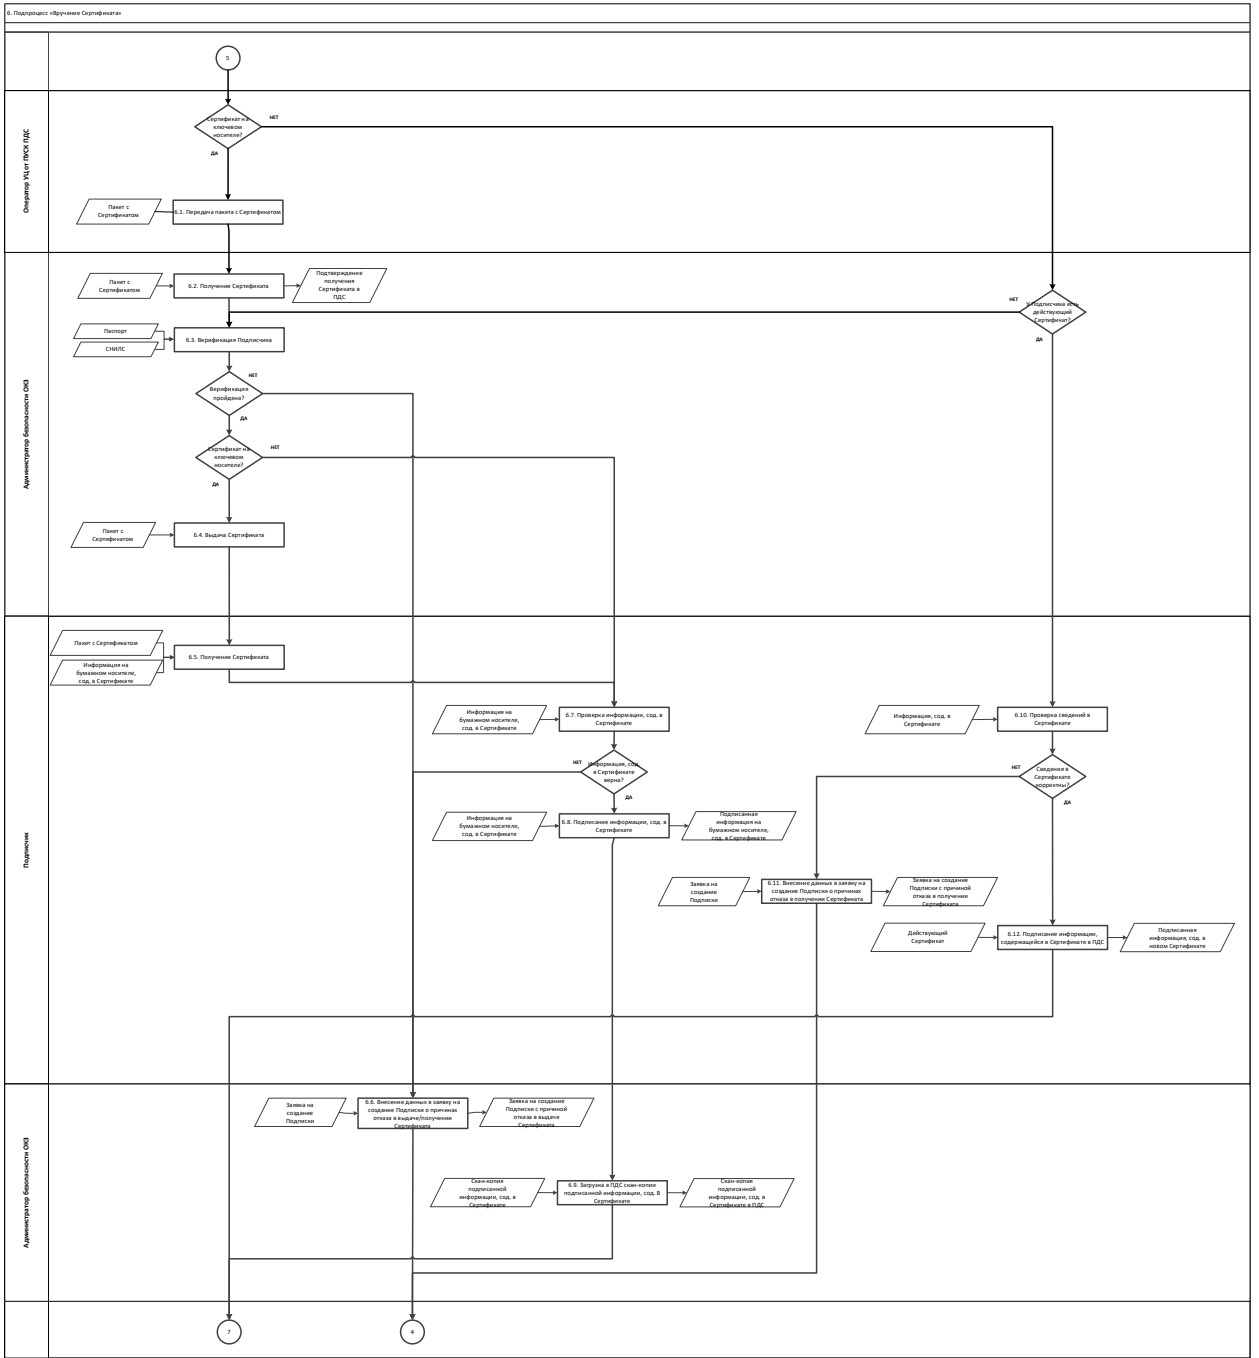 6. Подпроцесс «Вручение Сертификата»
5
Оператор УЦ от ПУСК ПДС
Сертификат на
ключевом
носителе?
НЕТ
ДА
Пакет с
Сертификатом
6.1. Передача пакета с Сертификатом
Администратор безопасности ОКЗ
Пакет с
Сертификатом
6.2. Получение Сертификата
Подтверждение
получения
Сертификата в
ПДС
У Подписчика есть
действующий
Сертификат?
НЕТ
ДА
Паспорт
СНИЛС
6.3. Верификация Подписчика
Верификация
пройдена?
НЕТ
ДА
Сертификат на
ключевом
носителе?
НЕТ
ДА
Пакет с
Сертификатом
6.4. Выдача Сертификата
Подписчик
Пакет с Сертификатом
Информация на
бумажном носителе,
сод. в Сертификате
6.5. Получение Сертификата
Информация на
бумажном носителе,
сод. в Сертификате
6.7. Проверка информации, сод. в
Сертификате
Информация, сод. в
Сертификате
6.10. Проверка сведений в
Сертификате
НЕТ
Информация, сод.
в Сертификате
верна?
ДА
НЕТ
Сведения в
Сертификате
корректны?
ДА
Информация на
бумажном носителе,
сод. в Сертификате
6.8. Подписание информации, сод. в
Сертификате
Подписанная
информация на
бумажном носителе,
сод. в Сертификате
Заявка на
создание
Подписки
6.11. Внесение данных в заявку на
создание Подписки о причинах
отказа в получении Сертификата
Заявка на создание
Подписки с причиной
отказа в получении
Сертификата
Действующий
Сертификат
6.12. Подписание информации,
содержащейся в Сертификате в ПДС
Подписанная
информация, сод. в
новом Сертификате
Администратор безопасности ОКЗ
Заявка на
создание
Подписки
6.6. Внесение данных в заявку на
создание Подписки о причинах
отказа в выдаче/получении
Сертификата
Заявка на создание
Подписки с причиной
отказа в выдаче
Сертификата
Скан-копия
подписанной
информации, сод. в
Сертификате
6.9. Загрузка в ПДС скан-копии
подписанной информации, сод. В
Сертификате
Скан-копия
подписанной
информации, сод. в
Сертификате в ПДС
7
4